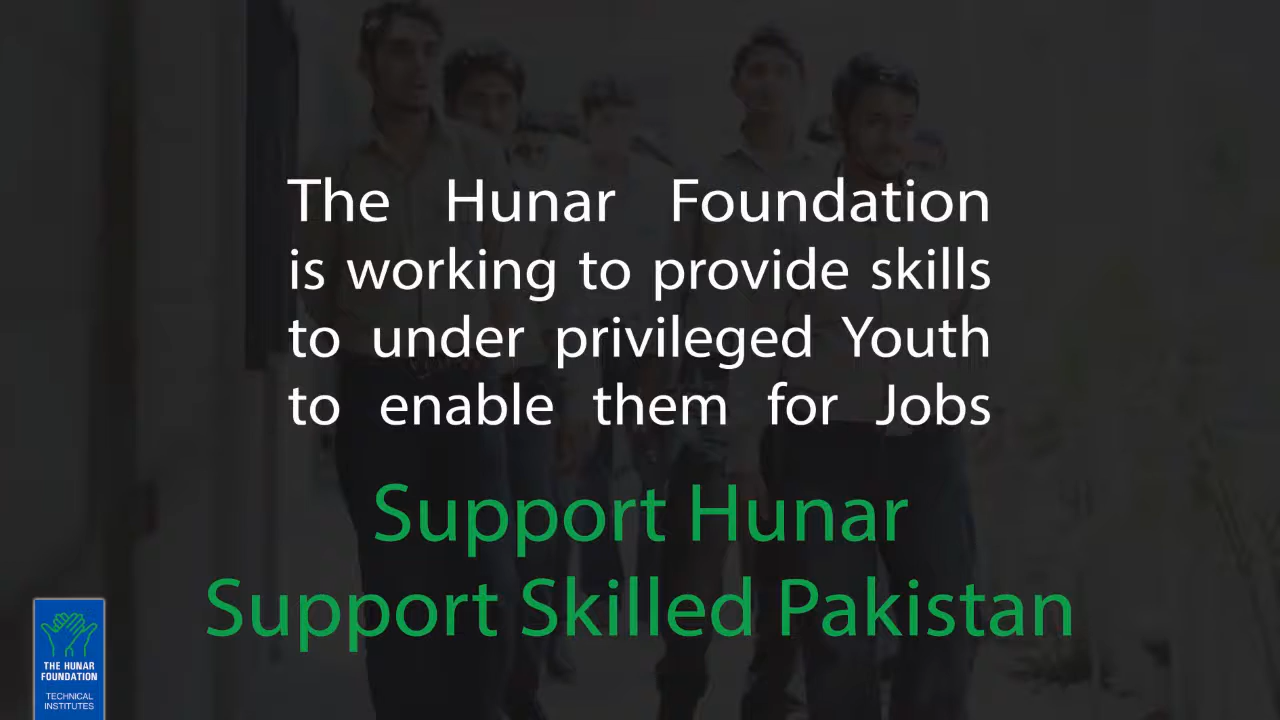 The Hunar Foundation
is working to provide skills
to under privileged Youth
to enable them for Jobs
Support Hunar
Support Skilled Pakistan
THE HUNAR
FOUNDATION
TECHNICAL
INSTITUTES